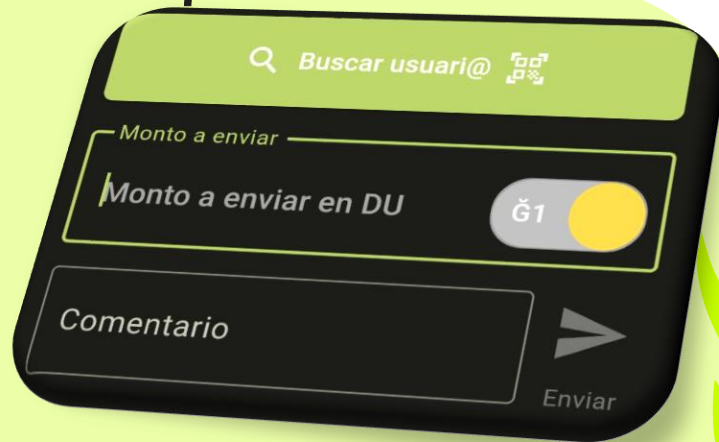 Buscar usuari@
Monto a enviar
Monto a enviar en DU
Ğ1
Comentario
Enviar